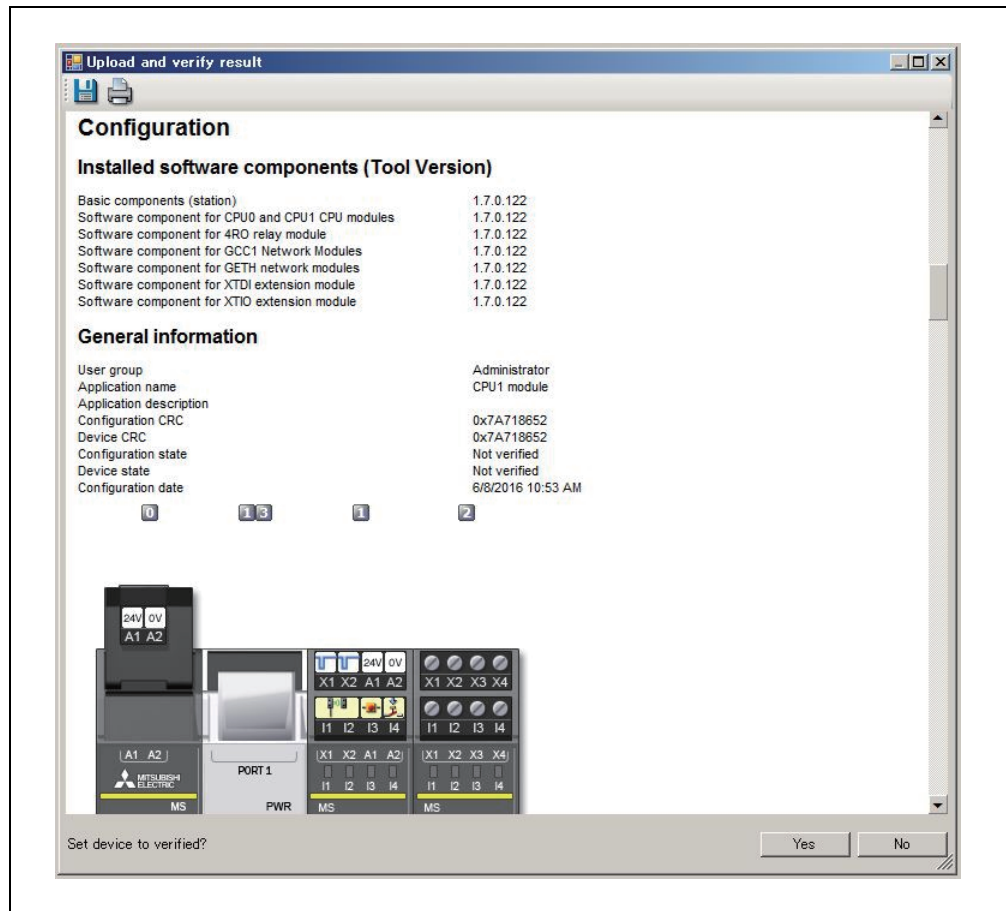 Upload and verify result
Configuration
Installed software components (Tool Version)
Basic components (station) 1.7.0.122
Software component for CPU0 and CPU1 CPU modules 1.7.0.122
Software component for 4RO relay module 1.7.0.122
Software component for GCC1 Network Modules 1.7.0.122
Software component for GETH network modules 1.7.0.122
Software component for XTDI extension module 1.7.0.122
Software component for XTIO extension module 1.7.0.122
General information
User group Administrator
Application name CPU1 module
Application description
Configuration CRC 0x7A718652
Device CRC 0x7A718652
Configuration state Not verified
Device state Not verified
Configuration date 6/8/2016 10:53 AM
0 1 3 1 2
24V 0V
A1 A2
24V 0V
X1 X2 A1 A2 X1 X2 X3 X4
I1 I2 I3 I4 I1 I2 I3 I4
A1 A2 X1 X2 A1 A2 X1 X2 X3 X4
MITSUBISHI ELECTRIC PORT 1 I1 I2 I3 I4 I1 I2 I3 I4
MS PWR MS MS
Set device to verified? Yes No